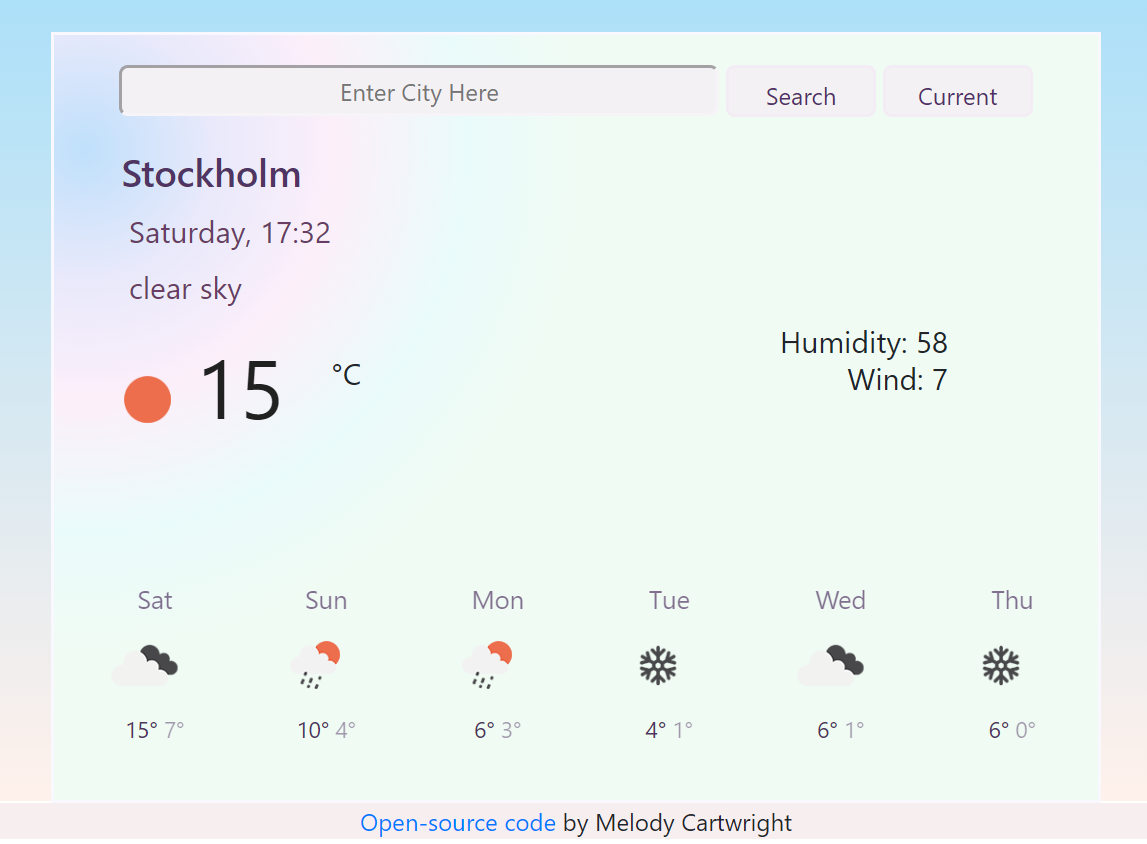 Enter City Here Search Current
Stockholm
Saturday, 17:32
clear sky
15 °C
Humidity: 58
Wind: 7
Sat Sun Mon Tue Wed Thu
15° 7° 10° 4° 6° 3° 4° 1° 6° 1° 6° 0°
Open-source code by Melody Cartwright